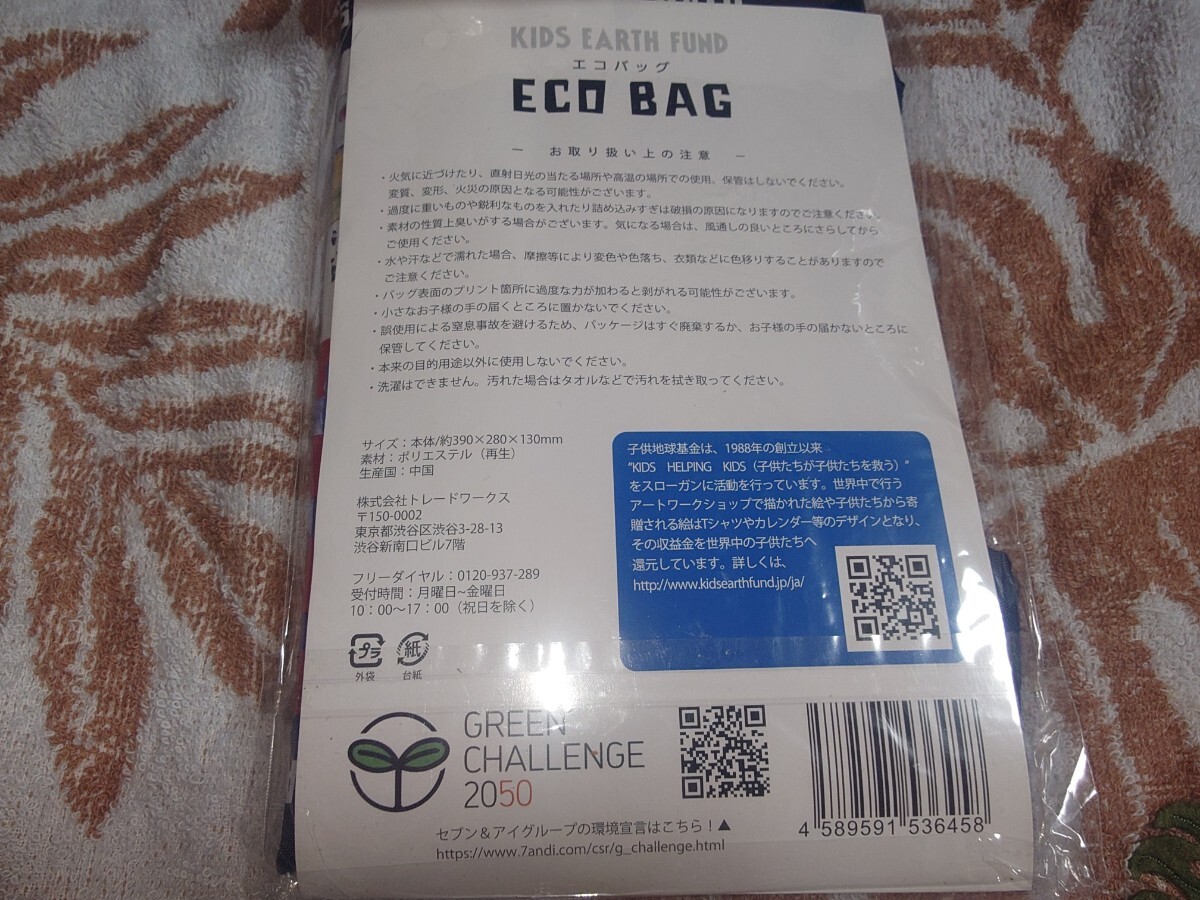 KIDS EARTH FUND
エコバッグ
ECO BAG
― お取り扱い上の注意 ―
・火気に近づけたり、直射日光の当たる場所や高温の場所での使用、保管はしないでください。
変質、変形、火災の原因となる可能性がございます。
・過度に重いものや鋭利なものを入れたり詰め込みすぎは破損の原因になりますのでご注意ください。
・素材の性質上臭いがする場合がございます。気になる場合は、風通しの良いところにさらしてから
ご使用ください。
・水や汗などで濡れた場合、摩擦等により変色や色落ち、衣類などに色移りすることがありますので
ご注意ください。
・バッグ表面のプリント箇所に過度な力が加わると剥がれる可能性がございます。
・小さなお子様の手の届くところに置かないでください。
・誤使用による窒息事故を避けるため、パッケージはすぐ廃棄するか、お子様の手の届かないところに
保管してください。
・本来の目的用途以外に使用しないでください。
・洗濯はできません。汚れた場合はタオルなどで汚れを拭き取ってください。
サイズ：本体/約390×280×130mm
素材：ポリエステル（再生）
生産国：中国
株式会社トレードワークス
〒150-0002
東京都渋谷区渋谷3-28-13
渋谷新南口ビル7階
フリーダイヤル：0120-937-289
受付時間：月曜日~金曜日
10：00～17：00（祝日を除く）
プラ
外袋
紙
台紙
子供地球基金は、1988年の創立以来
"KIDS HELPING KIDS（子供たちが子供たちを救う）"
をスローガンに活動を行っています。世界中で行う
アートワークショップで描かれた絵や子供たちから寄
贈される絵はTシャツやカレンダー等のデザインとなり、
その収益金を世界中の子供たちへ
還元しています。詳しくは、
http://www.kidsearthfund.jp/ja/
GREEN
CHALLENGE
2050
セブン＆アイグループの環境宣言はこちら！▲
https://www.7andi.com/csr/g_challenge.html
4 589591 536458